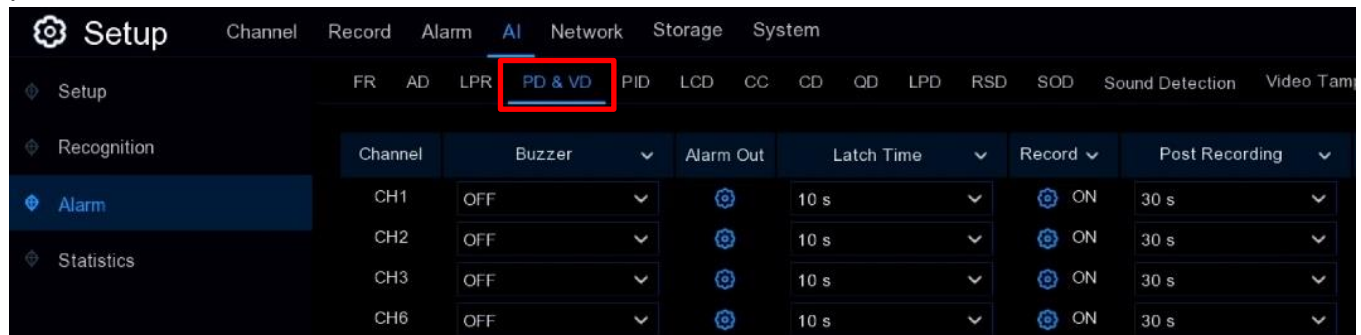 Setup Channel Record Alarm AI Network Storage System
Setup FR AD LPR PD & VD PID LCD CC CD QD LPD RSD SOD Sound Detection Video Tam
Recognition Channel Buzzer Alarm Out Latch Time Record Post Recording
Alarm CH1 OFF 10 s ON 30 s
CH2 OFF 10 s ON 30 s
Statistics
CH3 OFF 10 s ON 30 s
CH6 OFF 10 s ON 30 s